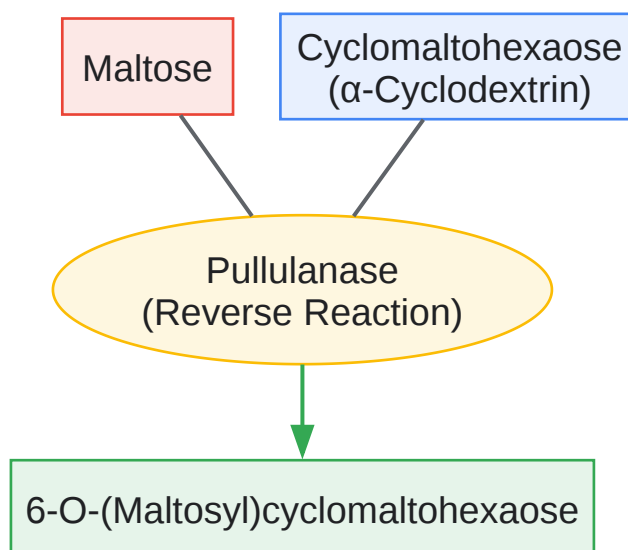 Maltose
Cyclomaltohexaose
(α-Cyclodextrin)
Pullulanase
(Reverse Reaction)
6-O-(Maltosyl)cyclomaltohexaose